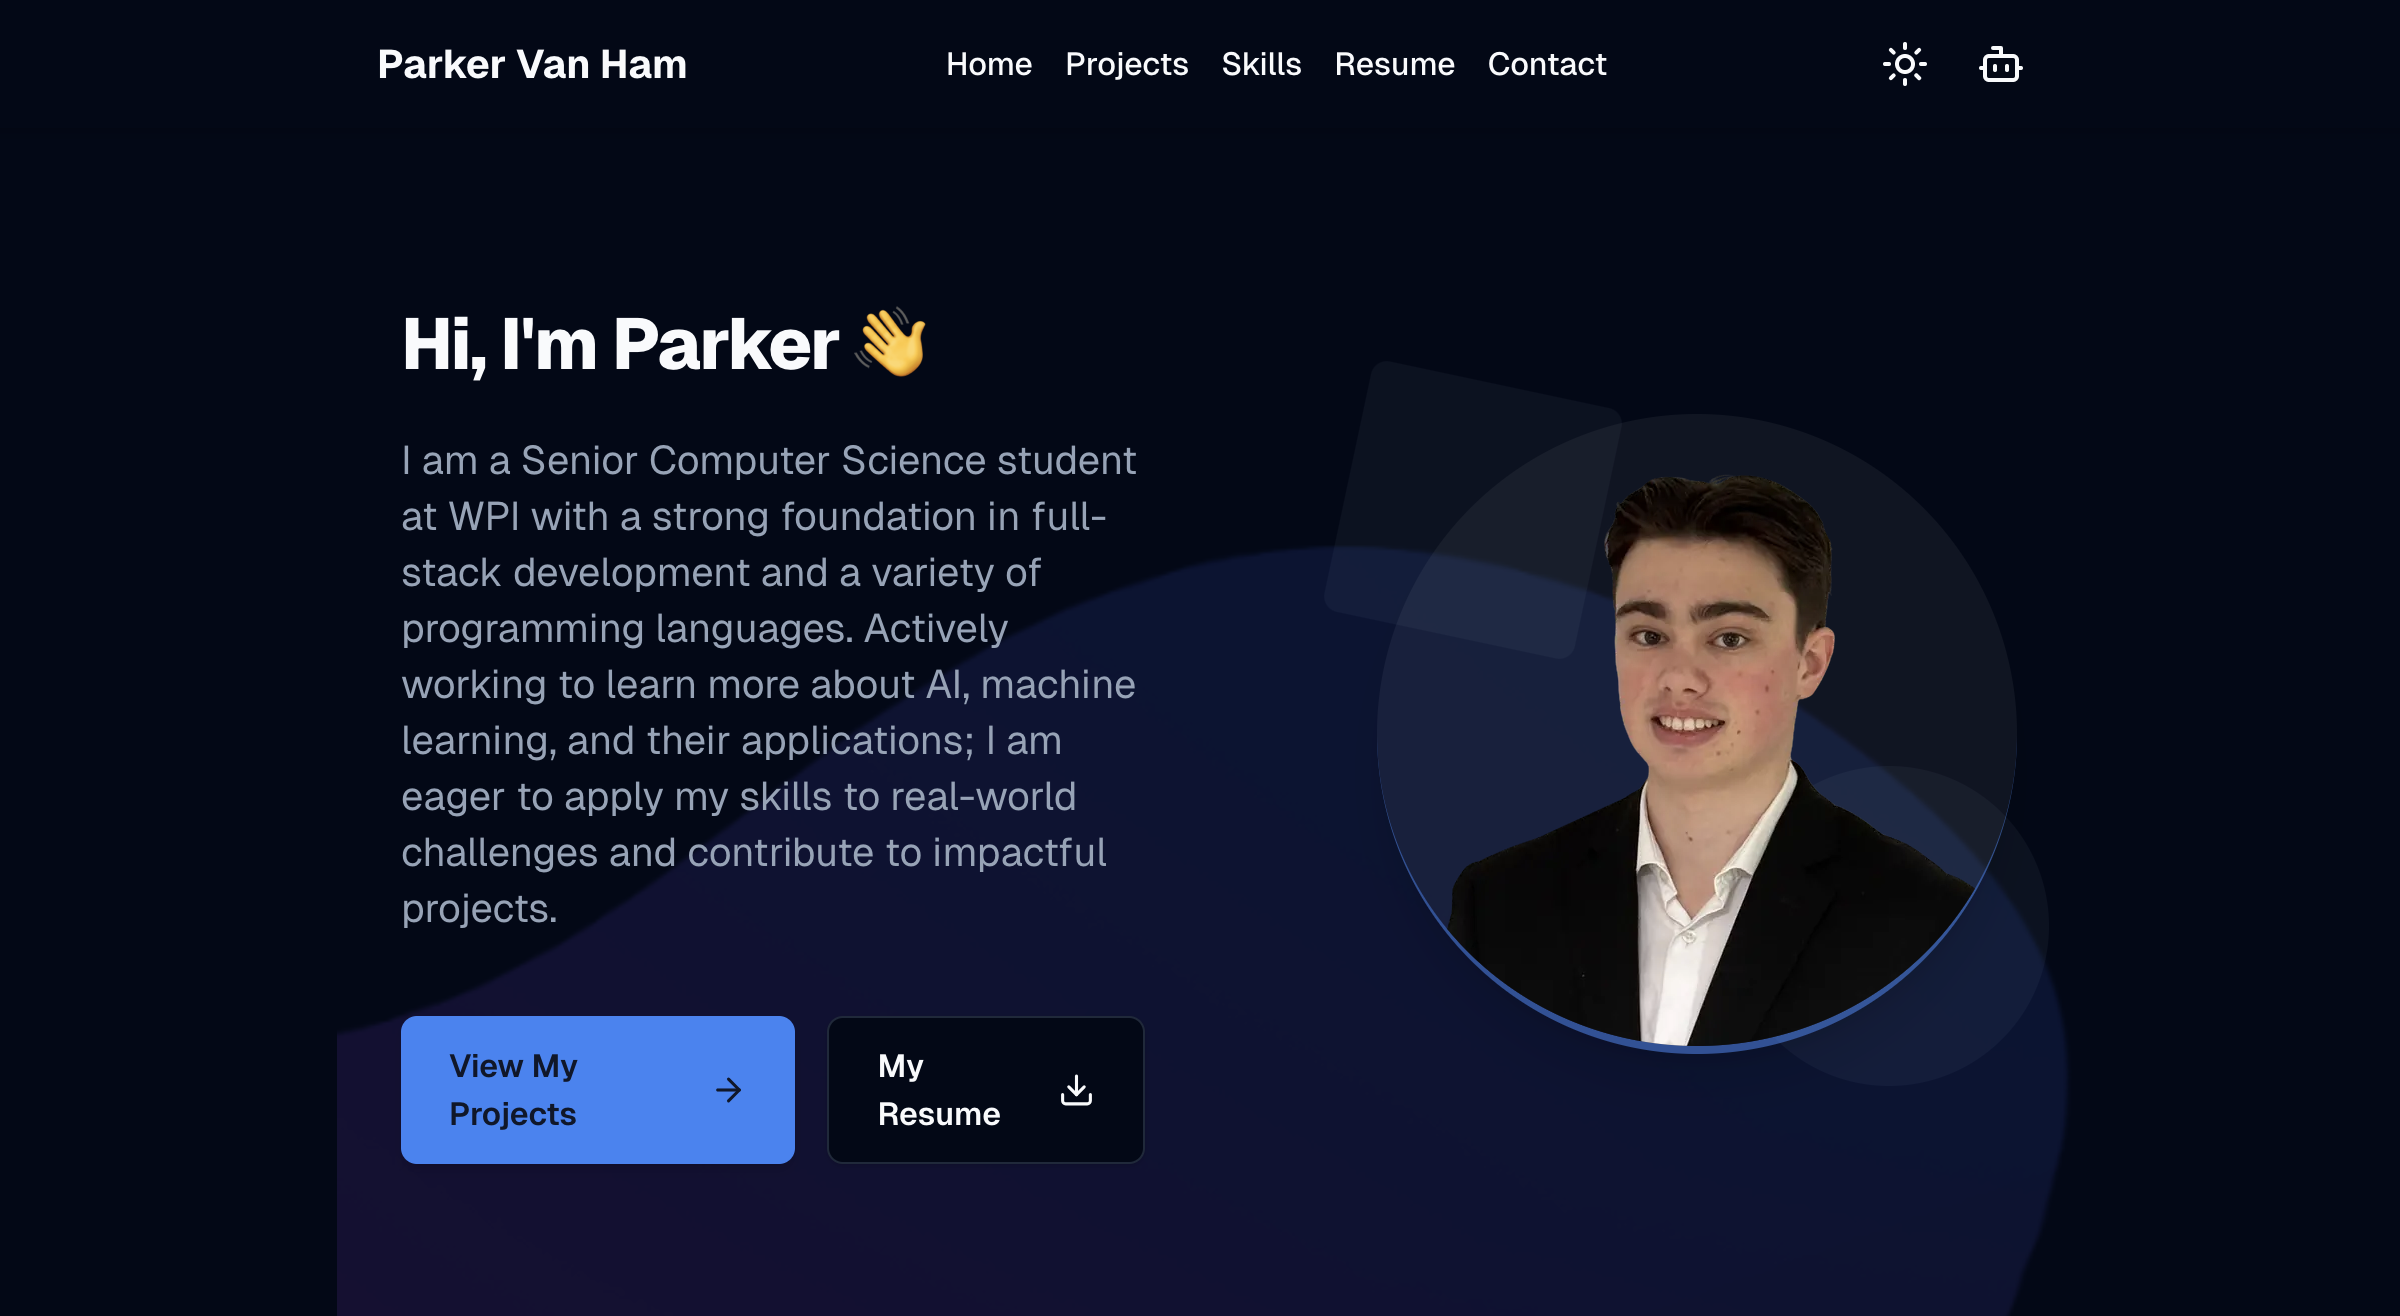 Parker Van Ham
Home Projects Skills Resume Contact
Hi, I'm Parker 👋
I am a Senior Computer Science student
at WPI with a strong foundation in full-
stack development and a variety of
programming languages. Actively
working to learn more about AI, machine
learning, and their applications; I am
eager to apply my skills to real-world
challenges and contribute to impactful
projects.
View My
Projects
My
Resume